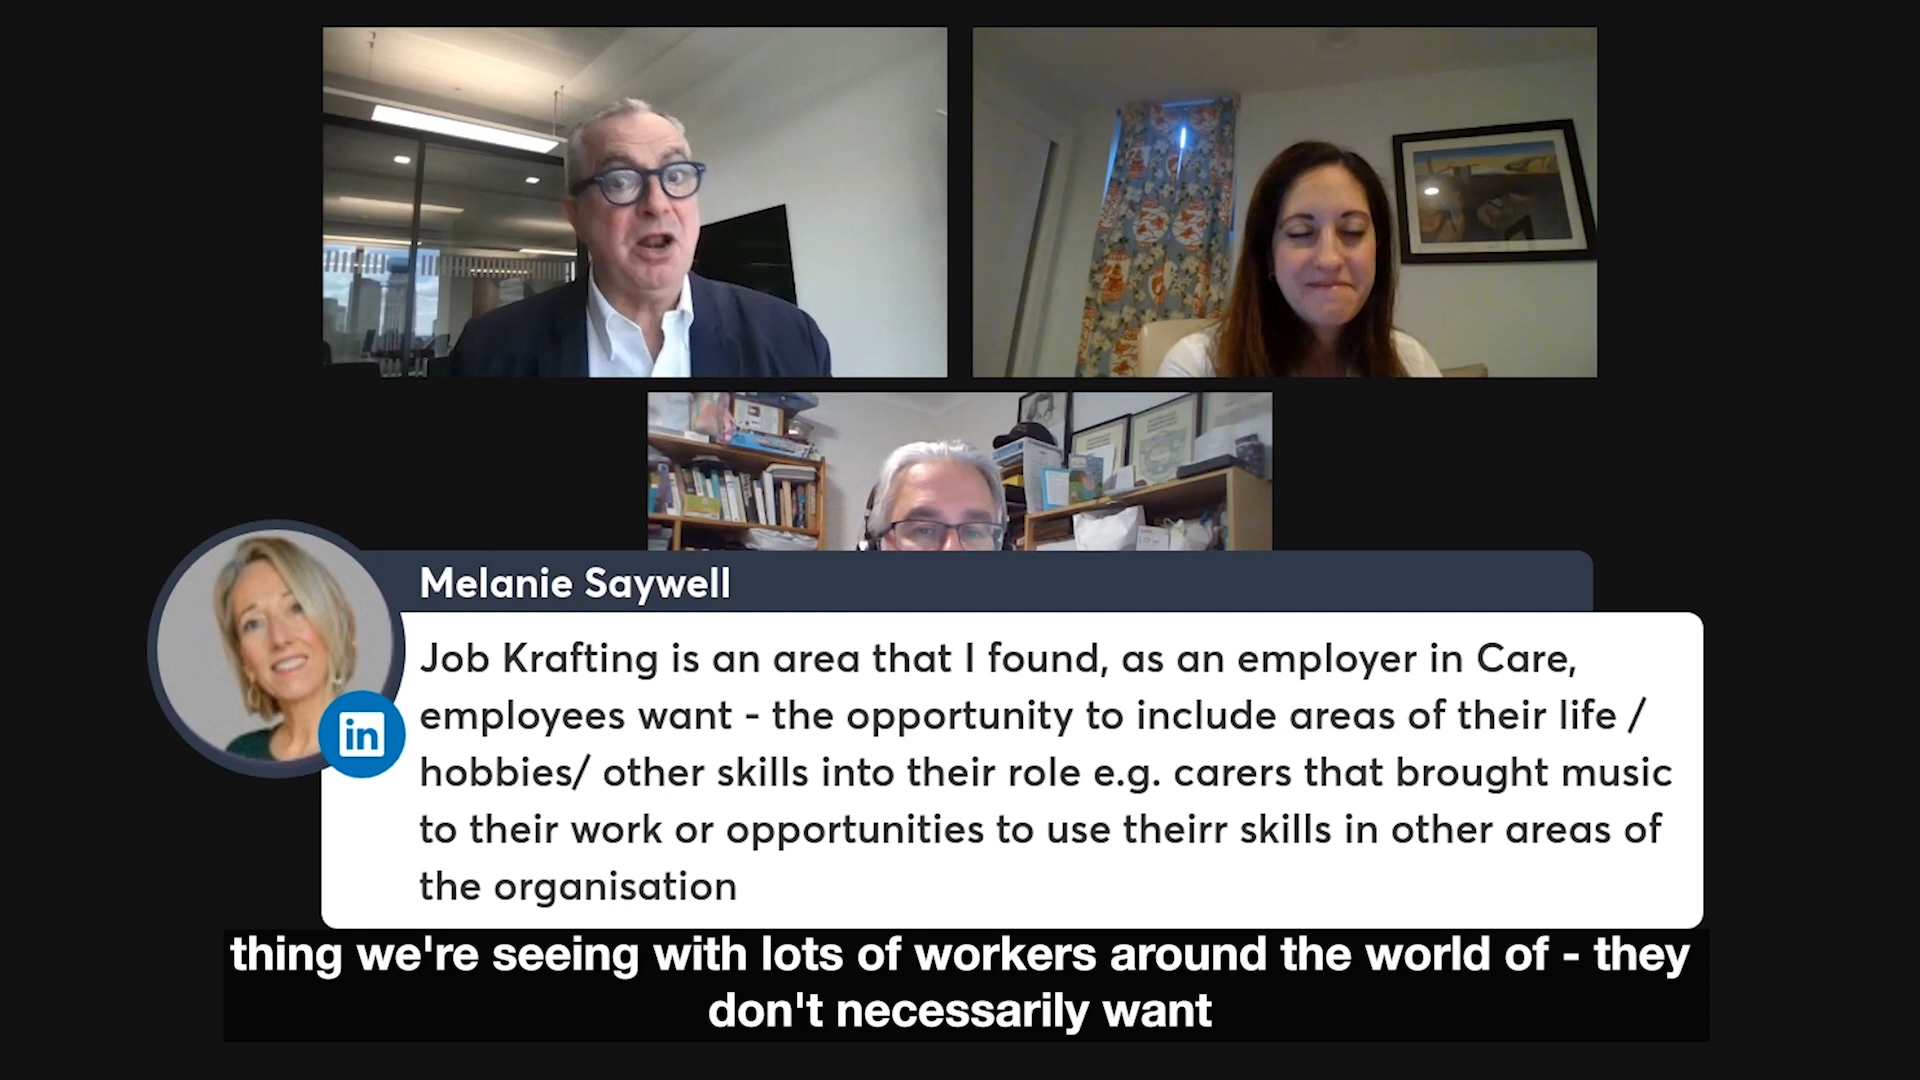 Melanie Saywell
Job Krafting is an area that I found, as an employer in Care,
employees want - the opportunity to include areas of their life /
hobbies/ other skills into their role e.g. carers that brought music
to their work or opportunities to use theirr skills in other areas of
the organisation
in
thing we're seeing with lots of workers around the world of - they
don't necessarily want